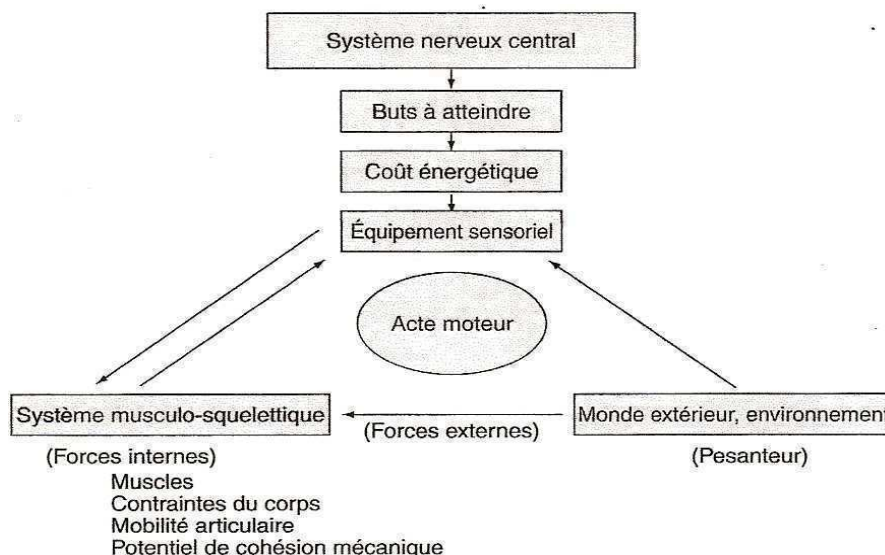 Système nerveux central
Buts à atteindre
Coût énergétique
Équipement sensoriel
Acte moteur
Système musculo-squelettique
(Forces externes)
Monde extérieur, environnement
(Forces internes)
(Pesanteur)
Muscles
Contraintes du corps
Mobilité articulaire
Potentiel de cohésion mécanique